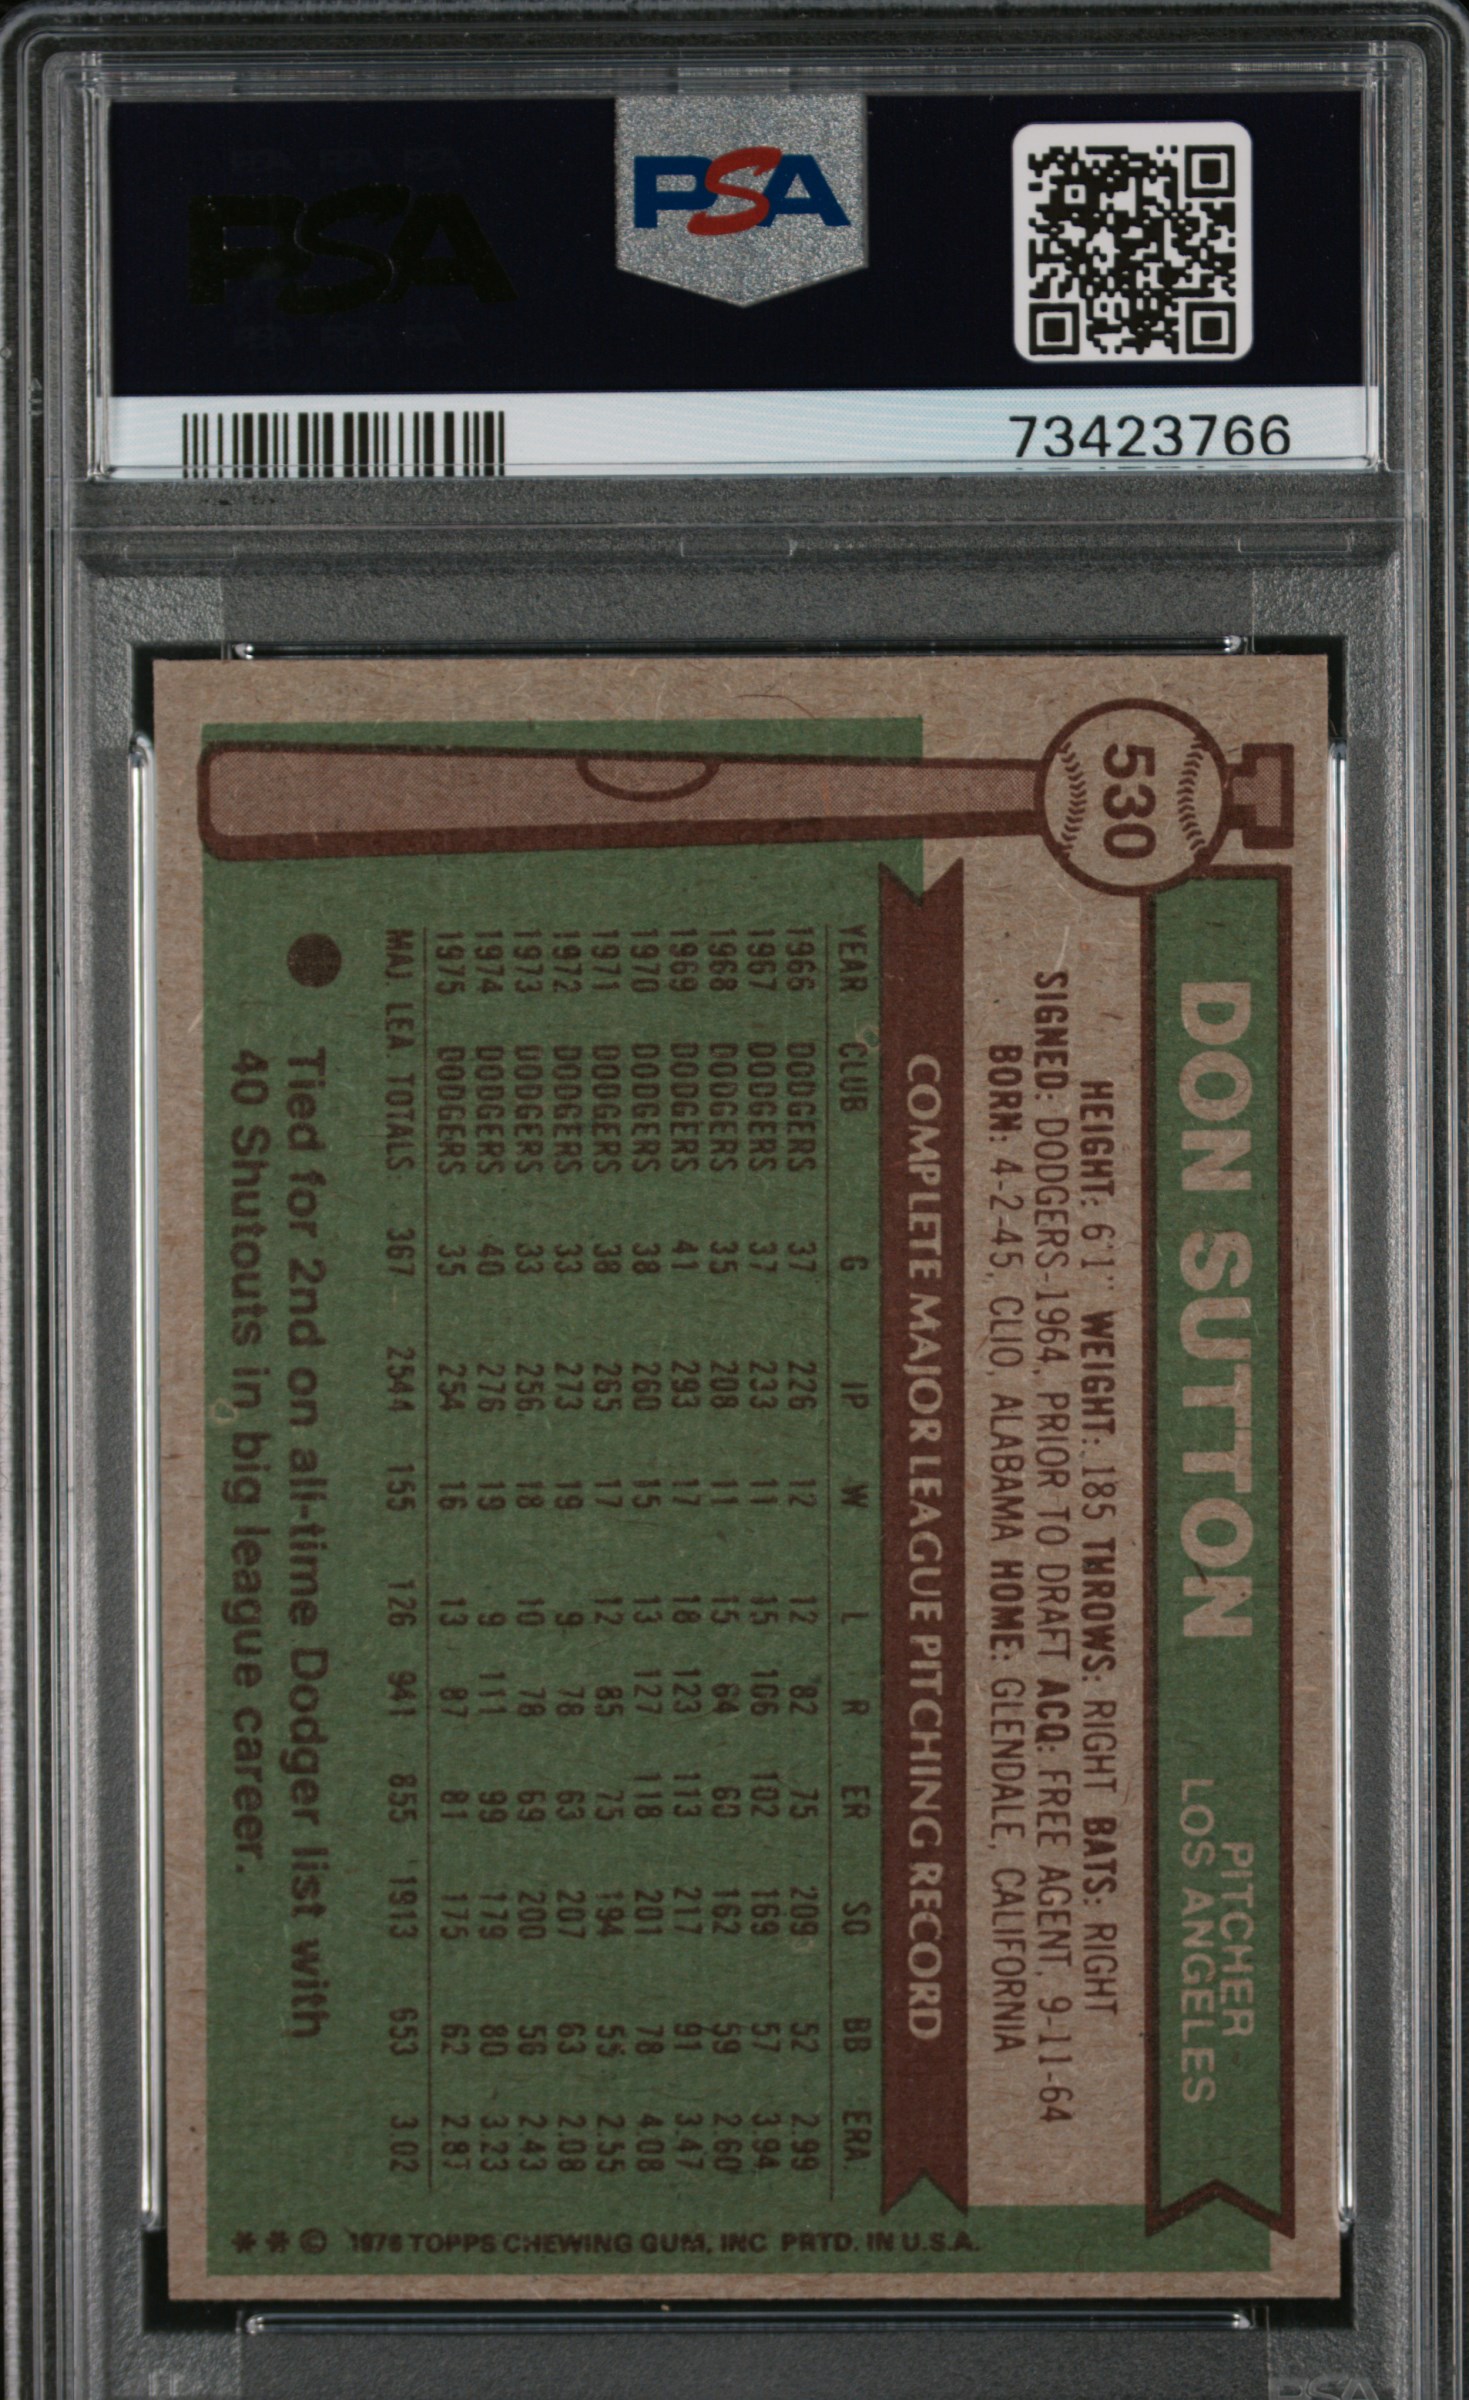 PSA
PSA
73423766
530
DON SUTTON
PITCHER
LOS ANGELES
HEIGHT: 6'1" WEIGHT: 185 THROWS: RIGHT BATS: RIGHT
SIGNED: DODGERS-1964, PRIOR TO DRAFT ACQ: FREE AGENT, 9-11-64
BORN: 4-2-45, CLIO, ALABAMA HOME: GLENDALE, CALIFORNIA
COMPLETE MAJOR LEAGUE PITCHING RECORD
YEAR CLUB G IP W L R ER SO BB ERA
1966 DODGERS 37 226 12 12 82 75 209 52 2.99
1967 DODGERS 37 233 11 15 106 102 169 57 3.94
1968 DODGERS 35 208 11 15 64 60 162 59 2.60
1969 DODGERS 41 293 17 18 123 113 217 91 3.47
1970 DODGERS 38 260 15 13 127 118 201 78 4.08
1971 DODGERS 38 265 17 12 85 75 194 55 2.55
1972 DODGERS 33 273 19 9 78 63 207 63 2.08
1973 DODGERS 33 256 18 10 78 69 200 56 2.43
1974 DODGERS 40 276 19 9 111 99 179 80 3.23
1975 DODGERS 35 254 16 13 87 81 175 62 2.87
MAJ. LEA. TOTALS 367 2544 155 126 941 855 1913 653 3.02
Tied for 2nd on all-time Dodger list with
40 Shutouts in big league career.
** © 1976 TOPPS CHEWING GUM, INC. PRTD. IN U.S.A.
PSA